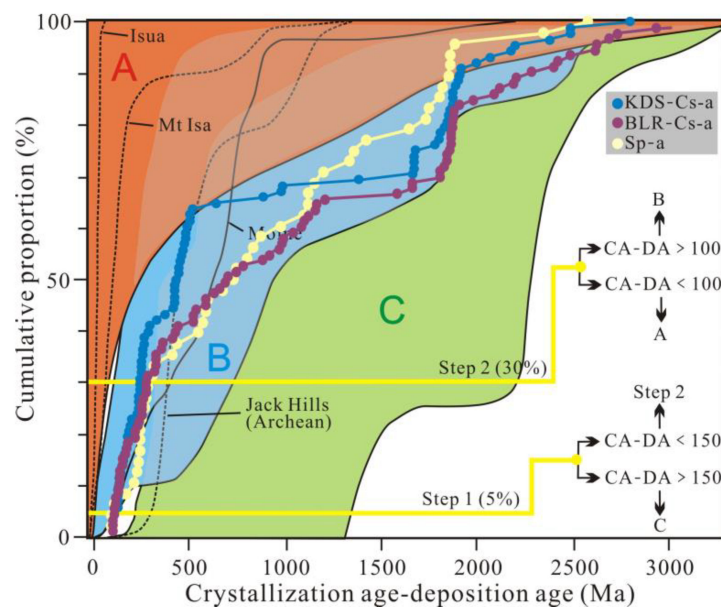 100
Isua
A
Mt Isa
KDS-Cs-a
BLR-Cs-a
Sp-a
B
CA-DA > 100
CA-DA < 100
A
50
C
B
Step 2 (30%)
Jack Hills
(Archean)
Step 2
CA-DA < 150
CA-DA > 150
Step 1 (5%)
C
0
0 500 1000 1500 2000 2500 3000
Cumulative proportion (%)
Crystallization age-deposition age (Ma)